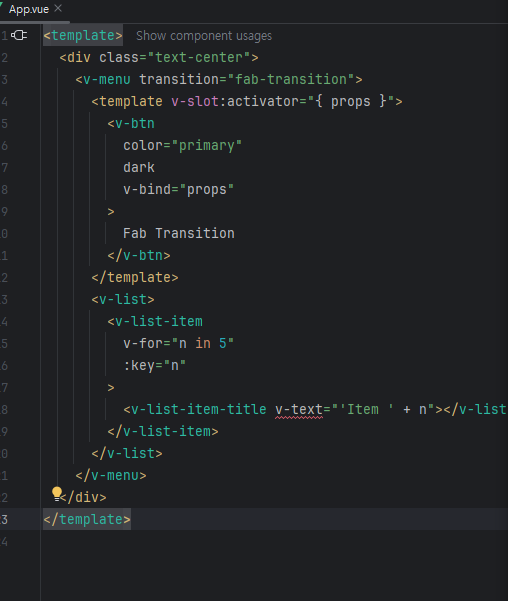 App.vue
1 <template> Show component usages
2 <div class="text-center">
3 <v-menu transition="fab-transition">
4 <template v-slot:activator="{ props }">
5 <v-btn
6 color="primary"
7 dark
8 v-bind="props"
9 >
0 Fab Transition
1 </v-btn>
2 </template>
3 <v-list>
4 <v-list-item
5 v-for="n in 5"
6 :key="n"
7 >
8 <v-list-item-title v-text="'Item ' + n"></v-list
9 </v-list-item>
0 </v-list>
1 </v-menu>
2 </div>
3 </template>
4